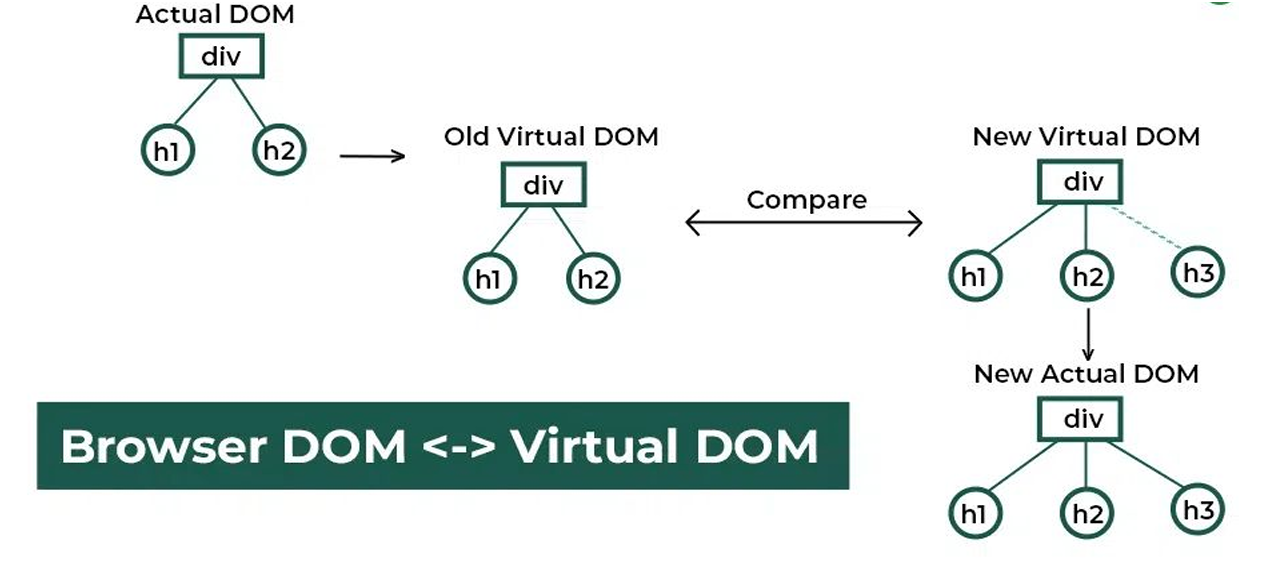 Actual DOM
div
h1
h2
Old Virtual DOM
div
h1
h2
Compare
New Virtual DOM
div
h1
h2
h3
New Actual DOM
div
h1
h2
h3
Browser DOM <-> Virtual DOM